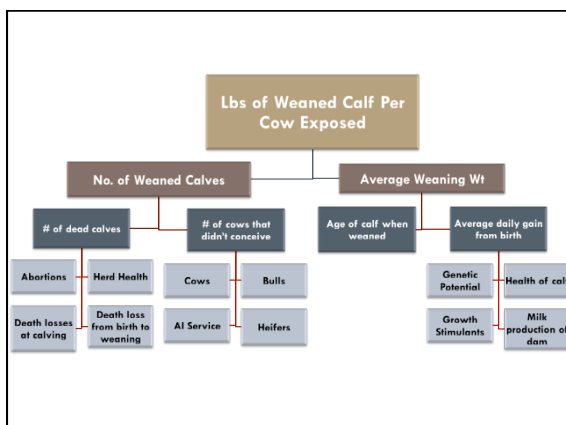 Lbs of Weaned Calf Per
Cow Exposed
No. of Weaned Calves
Average Weaning Wt
# of dead calves
# of cows that
didn't conceive
Age of calf when
weaned
Average daily gain
from birth
Abortions
Herd Health
Cows
Bulls
Genetic
Potential
Health of calf
Death losses
at calving
Death loss
from birth to
weaning
AI Service
Heifers
Growth
Stimulants
Milk
production of
dam